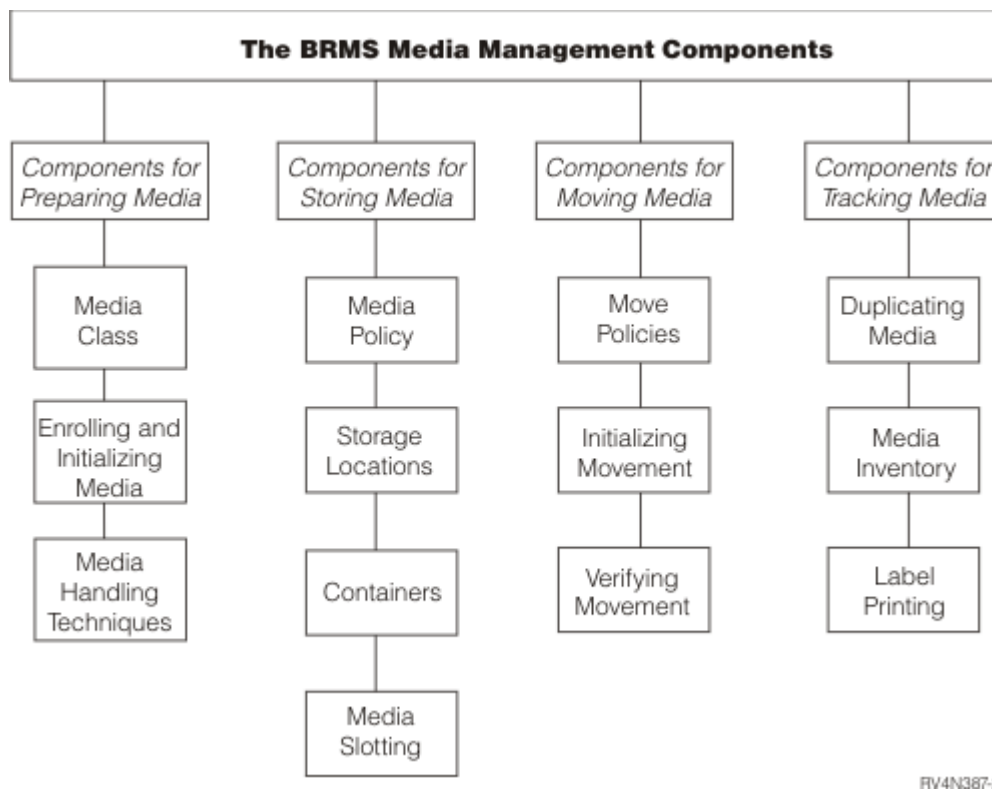 The BRMS Media Management Components
Components for
Preparing Media
Components for
Storing Media
Components for
Moving Media
Components for
Tracking Media
Media
Class
Enrolling and
Initializing
Media
Media
Handling
Techniques
Media
Policy
Storage
Locations
Containers
Media
Slotting
Move
Policies
Initializing
Movement
Verifying
Movement
Duplicating
Media
Media
Inventory
Label
Printing
RV4N387-